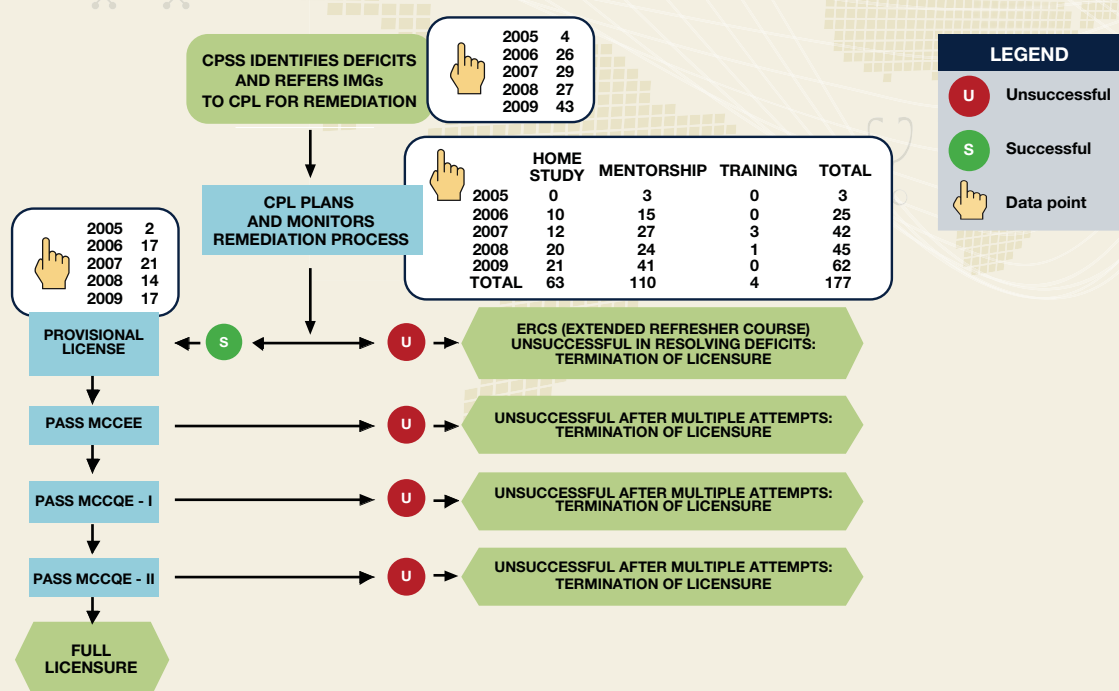 CPSS IDENTIFIES DEFICITS
AND REFERS IMGs
TO CPL FOR REMEDIATION
2005 4
2006 26
2007 29
2008 27
2009 43
LEGEND
U Unsuccessful
S Successful
Data point
CPL PLANS
AND MONITORS
REMEDIATION PROCESS
HOME
STUDY MENTORSHIP TRAINING TOTAL
2005 0 3 0 3
2006 10 15 0 25
2007 12 27 3 42
2008 20 24 1 45
2009 21 41 0 62
TOTAL 63 110 4 177
2005 2
2006 17
2007 21
2008 14
2009 17
PROVISIONAL
LICENSE
S
U
ERCS (EXTENDED REFRESHER COURSE)
UNSUCCESSFUL IN RESOLVING DEFICITS:
TERMINATION OF LICENSURE
PASS MCCEE
U
UNSUCCESSFUL AFTER MULTIPLE ATTEMPTS:
TERMINATION OF LICENSURE
PASS MCCQE - I
U
UNSUCCESSFUL AFTER MULTIPLE ATTEMPTS:
TERMINATION OF LICENSURE
PASS MCCQE - II
U
UNSUCCESSFUL AFTER MULTIPLE ATTEMPTS:
TERMINATION OF LICENSURE
FULL
LICENSURE